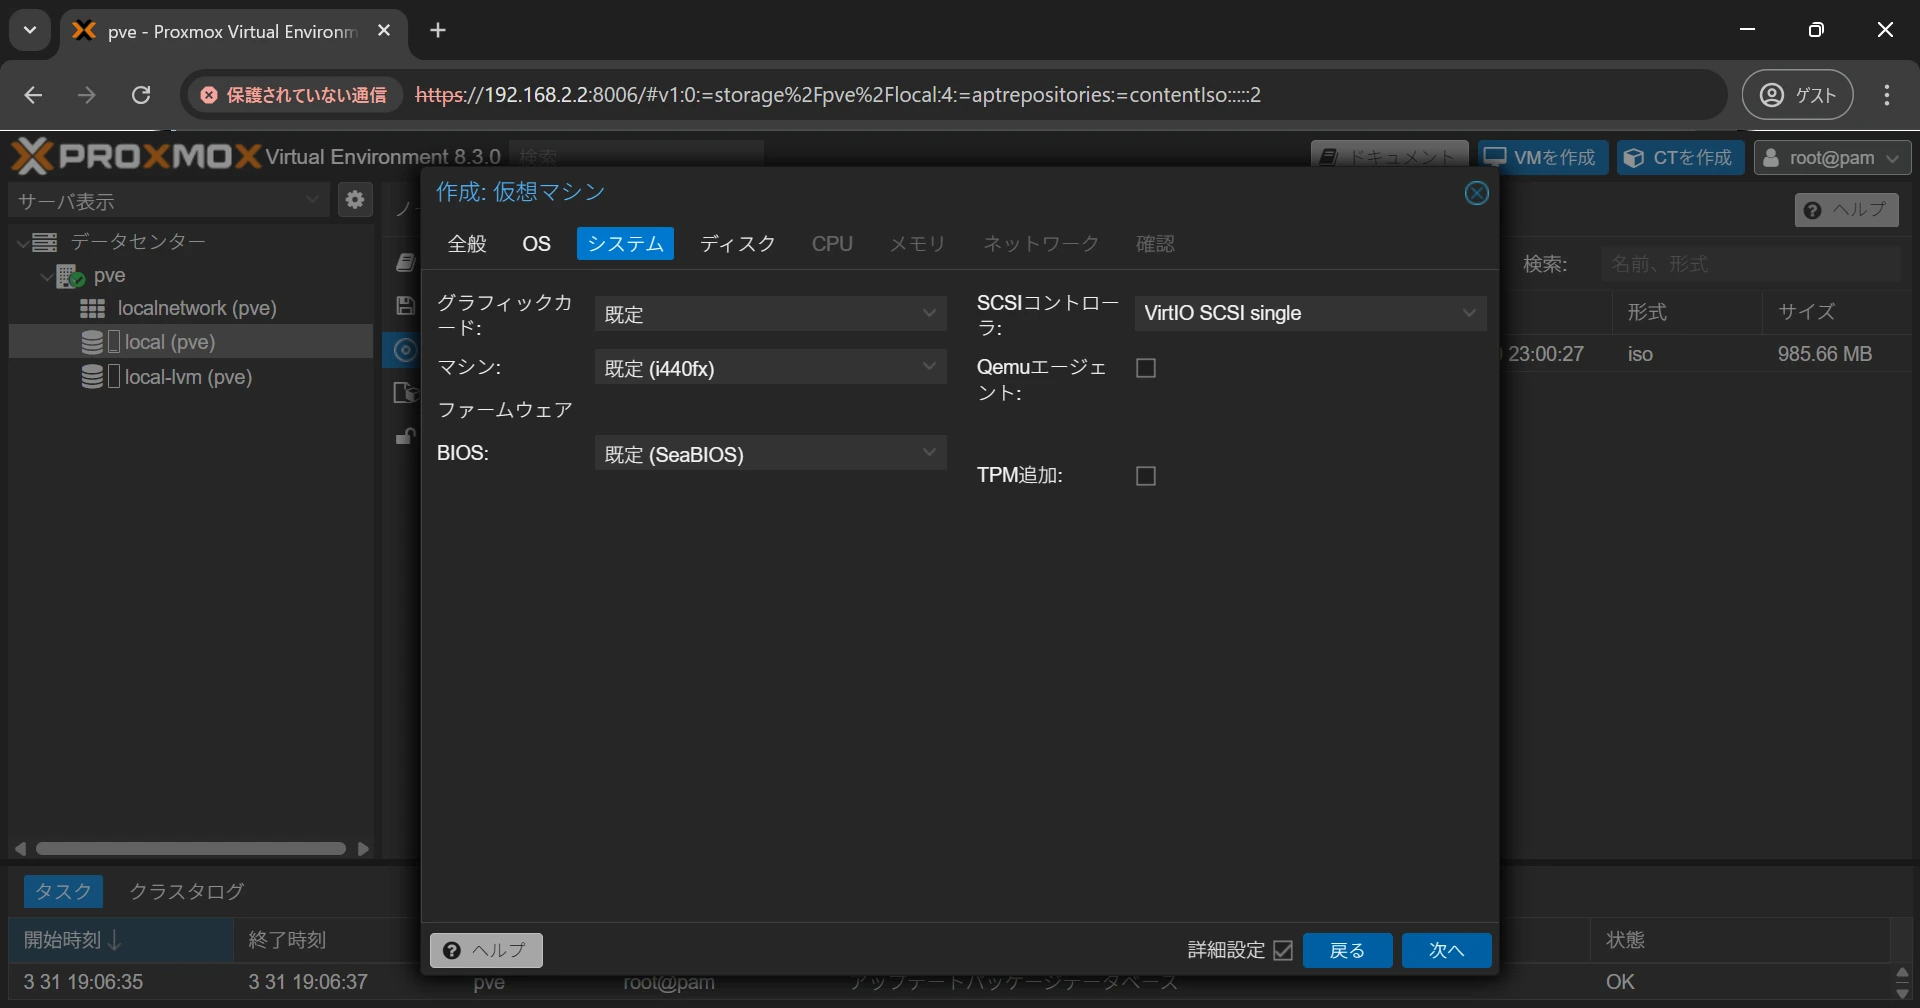 pve - Proxmox Virtual Environm
保護されていない通信 https://192.168.2.2:8006/#v1:0:=storage%2Fpve%2Flocal:4:=aptrepositories:=contentIso:::::2
ゲスト
PROXMOX Virtual Environment 8.3.0 検索
ドキュメント VMを作成 CTを作成 root@pam
サーバ表示
ヘルプ
データセンター
pve
localnetwork (pve)
local (pve)
local-lvm (pve)
作成: 仮想マシン
全般 OS システム ディスク CPU メモリ ネットワーク 確認
グラフィックカ
ード:
既定
マシン:
既定 (i440fx)
ファームウェア
BIOS:
既定 (SeaBIOS)
SCSIコントロー
ラ:
VirtIO SCSI single
Qemuエージェ
ント:
TPM追加:
検索: 名前、形式
形式 サイズ
23:00:27 iso 985.66 MB
ヘルプ 詳細設定 戻る 次へ
タスク クラスタログ
開始時刻 終了時刻 状態
3 31 19:06:35 3 31 19:06:37 pve root@pam アップデートパッケージデータベース OK